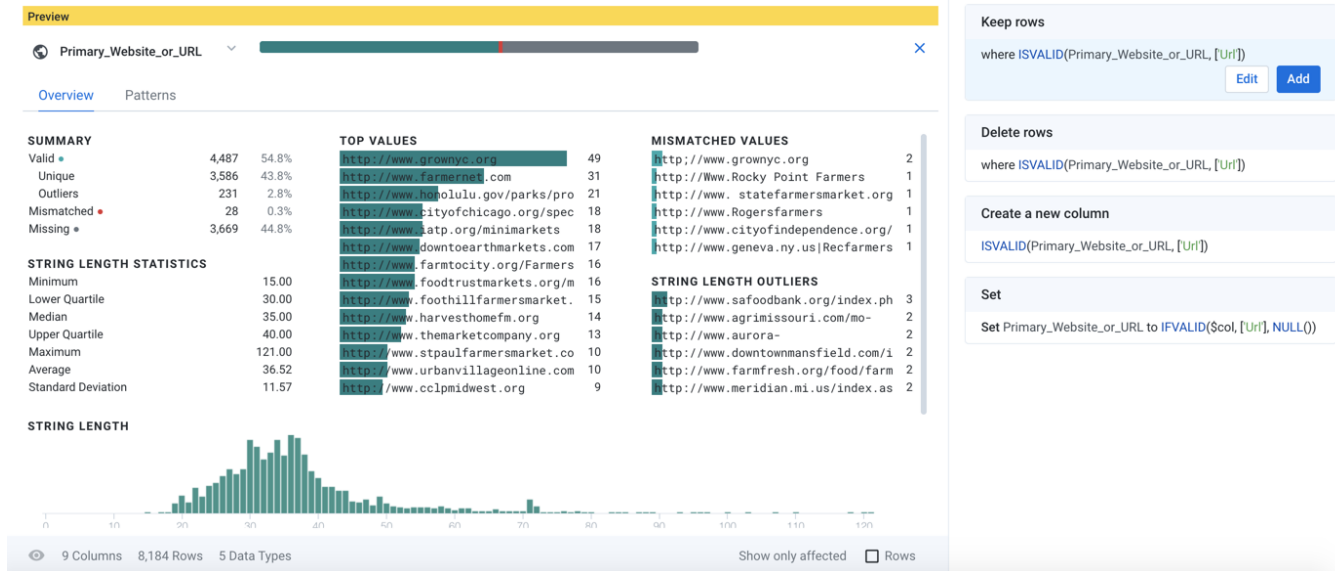 Preview
Primary_Website_or_URL
Overview Patterns
SUMMARY
Valid 4,487 54.8%
Unique 3,586 43.8%
Outliers 231 2.8%
Mismatched 28 0.3%
Missing 3,669 44.8%
STRING LENGTH STATISTICS
Minimum 15.00
Lower Quartile 30.00
Median 35.00
Upper Quartile 40.00
Maximum 121.00
Average 36.52
Standard Deviation 11.57
TOP VALUES
http://www.grownyc.org 49
http://www.farmernet.com 31
http://www.honolulu.gov/parks/pro 21
http://www.cityofchicago.org/spec 18
http://www.iatp.org/minimarkets 18
http://www.downtoearthmarkets.com 17
http://www.farmtocity.org/Farmers 16
http://www.foodtrustmarkets.org/m 16
http://www.foothillfarmersmarket. 15
http://www.harvesthomefm.org 14
http://www.themarketcompany.org 13
http://www.stpaulfarmersmarket.co 10
http://www.urbanvillageonline.com 10
http://www.cclpmidwest.org 9
MISMATCHED VALUES
http;//www.grownyc.org 2
http://Www.Rocky Point Farmers 1
http://www. statefarmersmarket.org 1
http://www.Rogersfarmers 1
http://www.cityofindependence.org/ 1
http://www.geneva.ny.us|Recfarmers 1
STRING LENGTH OUTLIERS
http://www.safoodbank.org/index.ph 3
http://www.agrimissouri.com/mo- 2
http://www.aurora- 2
http://www.downtownmansfield.com/i 2
http://www.farmfresh.org/food/farm 2
http://www.meridian.mi.us/index.as 2
STRING LENGTH
0 10 20 30 40 50 60 70 80 90 100 110 120
9 Columns 8,184 Rows 5 Data Types
Show only affected Rows
Keep rows
where ISVALID(Primary_Website_or_URL, ['Url'])
Edit Add
Delete rows
where ISVALID(Primary_Website_or_URL, ['Url'])
Create a new column
ISVALID(Primary_Website_or_URL, ['Url'])
Set
Set Primary_Website_or_URL to IFVALID($col, ['Url'], NULL())